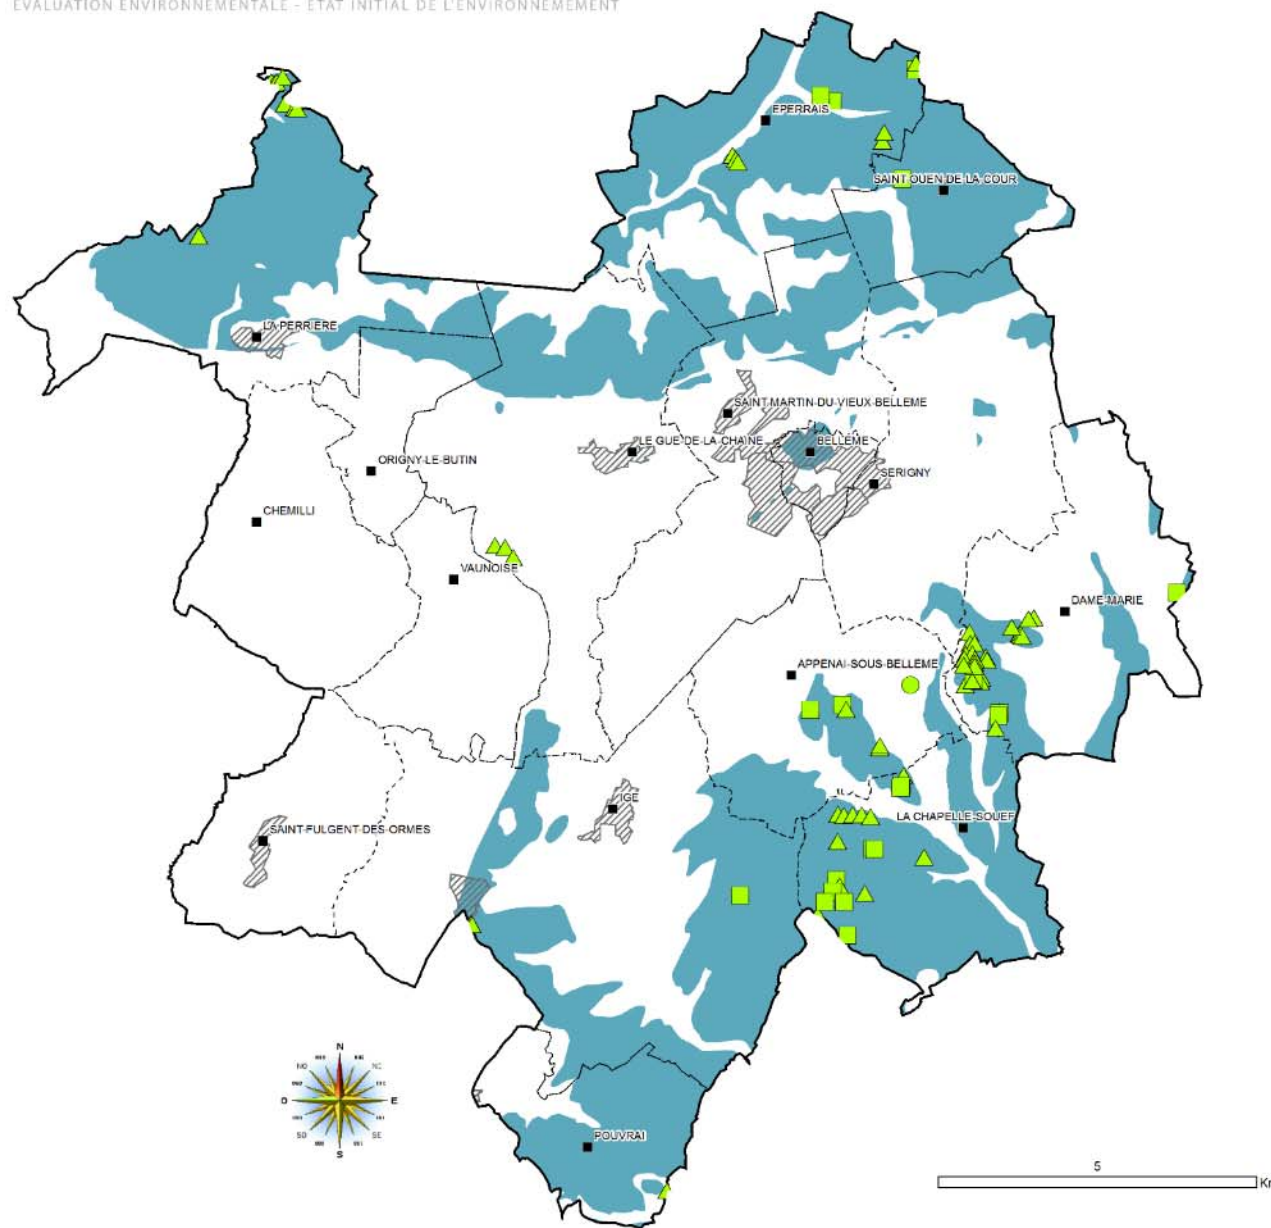 EVALUATION ENVIRONNEMENTALE - ETAT INITIAL DE L'ENVIRONNEMEMENT
EPERRAIS
SAINT-OUEN-DE-LA-COUR
LA-PERRIERE
SAINT-MARTIN-DU-VIEUX-BELLEME
LE GUE-DE-LA-CHAINE
BELLEME
ORIGNY-LE-BUTIN
SERIGNY
CHEMILLI
VAUNOISE
DAME-MARIE
APPENAI-SOUS-BELLEME
IGE
LA CHAPELLE-SOUEF
SAINT-FULGENT-DES-ORMES
N
NO
NE
O
E
SO
SE
S
POUVRAI
5